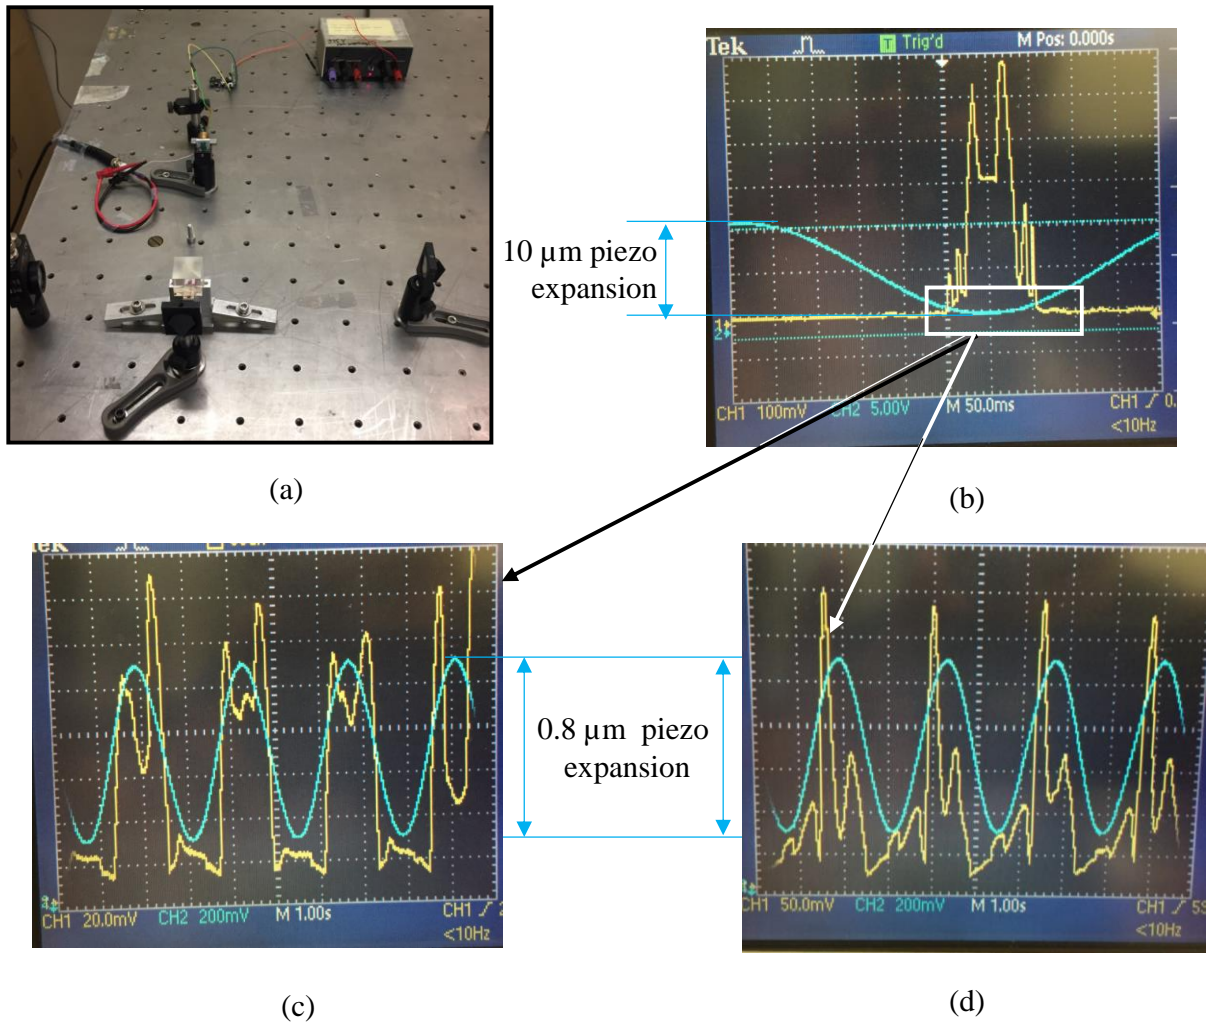 Tek
Trig'd
M Pos: 0.000s
10 µm piezo
expansion
1
2
CH1 100mV
CH2 5.00V
M 50.0ms
CH1
<10Hz
(a)
(b)
0.8 µm piezo
expansion
CH1 20.0mV
CH2 200mV
M 1.00s
CH1
<10Hz
CH1 50.0mV
CH2 200mV
M 1.00s
CH1
<10Hz
(c)
(d)